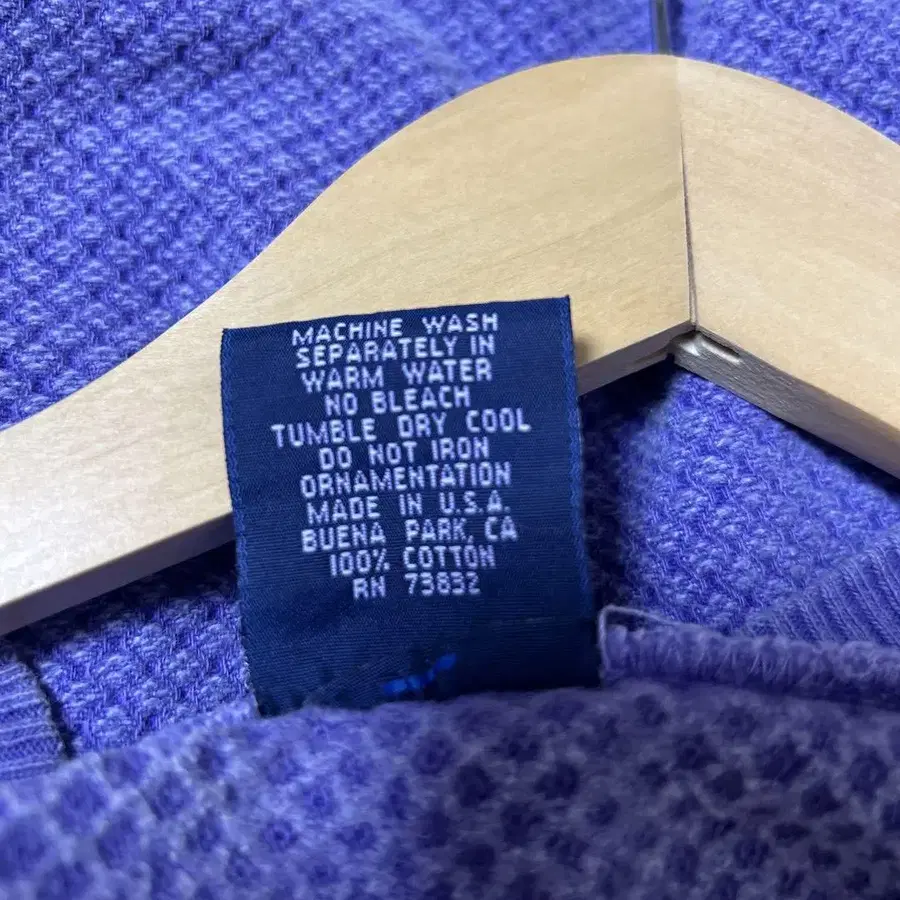 MACHINE WASH
SEPARATELY IN
WARM WATER
NO BLEACH
TUMBLE DRY COOL
DO NOT IRON
ORNAMENTATION
MADE IN U.S.A.
BUENA PARK, CA
100% COTTON
RN 73832